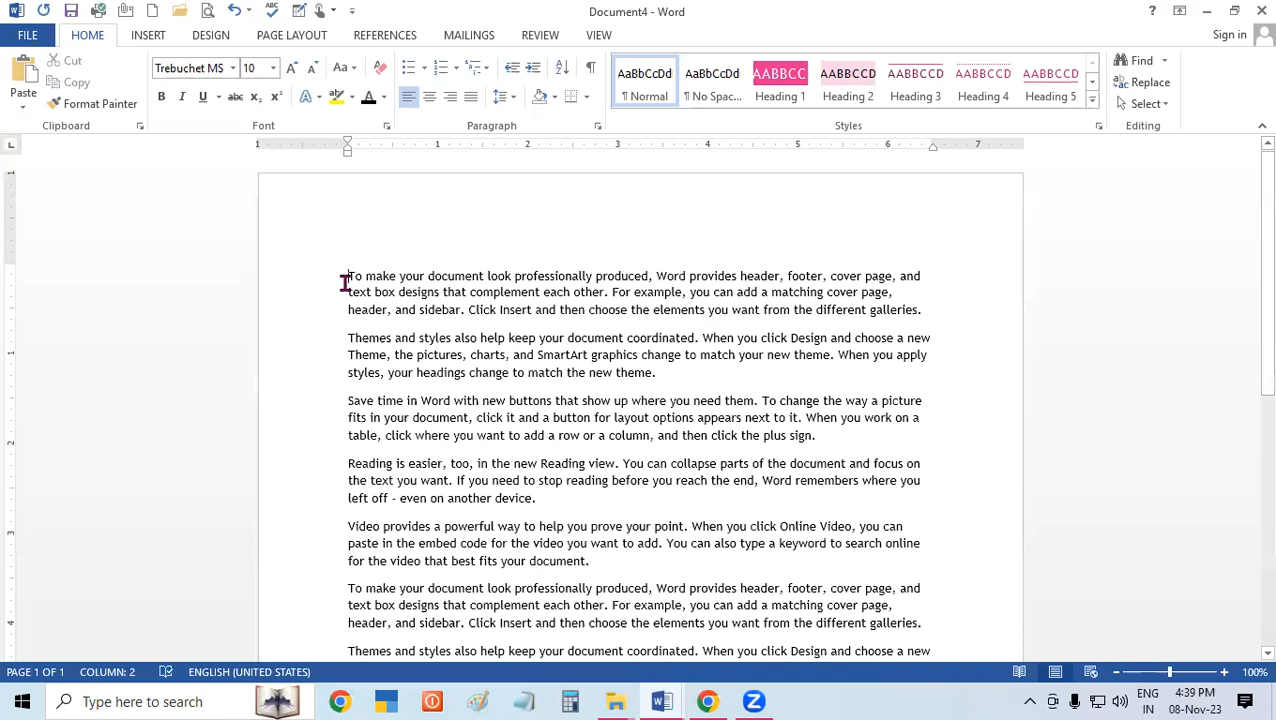 Document4 - Word
Sign in
FILE HOME INSERT DESIGN PAGE LAYOUT REFERENCES MAILINGS REVIEW VIEW
Paste
Cut
Copy
Format Painter
Clipboard
Trebuchet MS 10
Font
Paragraph
AaBbCcDd AaBbCcDd AABBCC AABBCCDD AABBCCD AABBCCD AABBCCD
¶ Normal ¶ No Spac... Heading 1 Heading 2 Heading 3 Heading 4 Heading 5
Styles
Find
Replace
Select
Editing
1 1 2 3 4 5 6 7
To make your document look professionally produced, Word provides header, footer, cover page, and
text box designs that complement each other. For example, you can add a matching cover page,
header, and sidebar. Click Insert and then choose the elements you want from the different galleries.
Themes and styles also help keep your document coordinated. When you click Design and choose a new
Theme, the pictures, charts, and SmartArt graphics change to match your new theme. When you apply
styles, your headings change to match the new theme.
Save time in Word with new buttons that show up where you need them. To change the way a picture
fits in your document, click it and a button for layout options appears next to it. When you work on a
table, click where you want to add a row or a column, and then click the plus sign.
Reading is easier, too, in the new Reading view. You can collapse parts of the document and focus on
the text you want. If you need to stop reading before you reach the end, Word remembers where you
left off - even on another device.
Video provides a powerful way to help you prove your point. When you click Online Video, you can
paste in the embed code for the video you want to add. You can also type a keyword to search online
for the video that best fits your document.
To make your document look professionally produced, Word provides header, footer, cover page, and
text box designs that complement each other. For example, you can add a matching cover page,
header, and sidebar. Click Insert and then choose the elements you want from the different galleries.
Themes and styles also help keep your document coordinated. When you click Design and choose a new
PAGE 1 OF 1 COLUMN: 2 ENGLISH (UNITED STATES) 100%
Type here to search
ENG
IN
4:39 PM
08-Nov-23